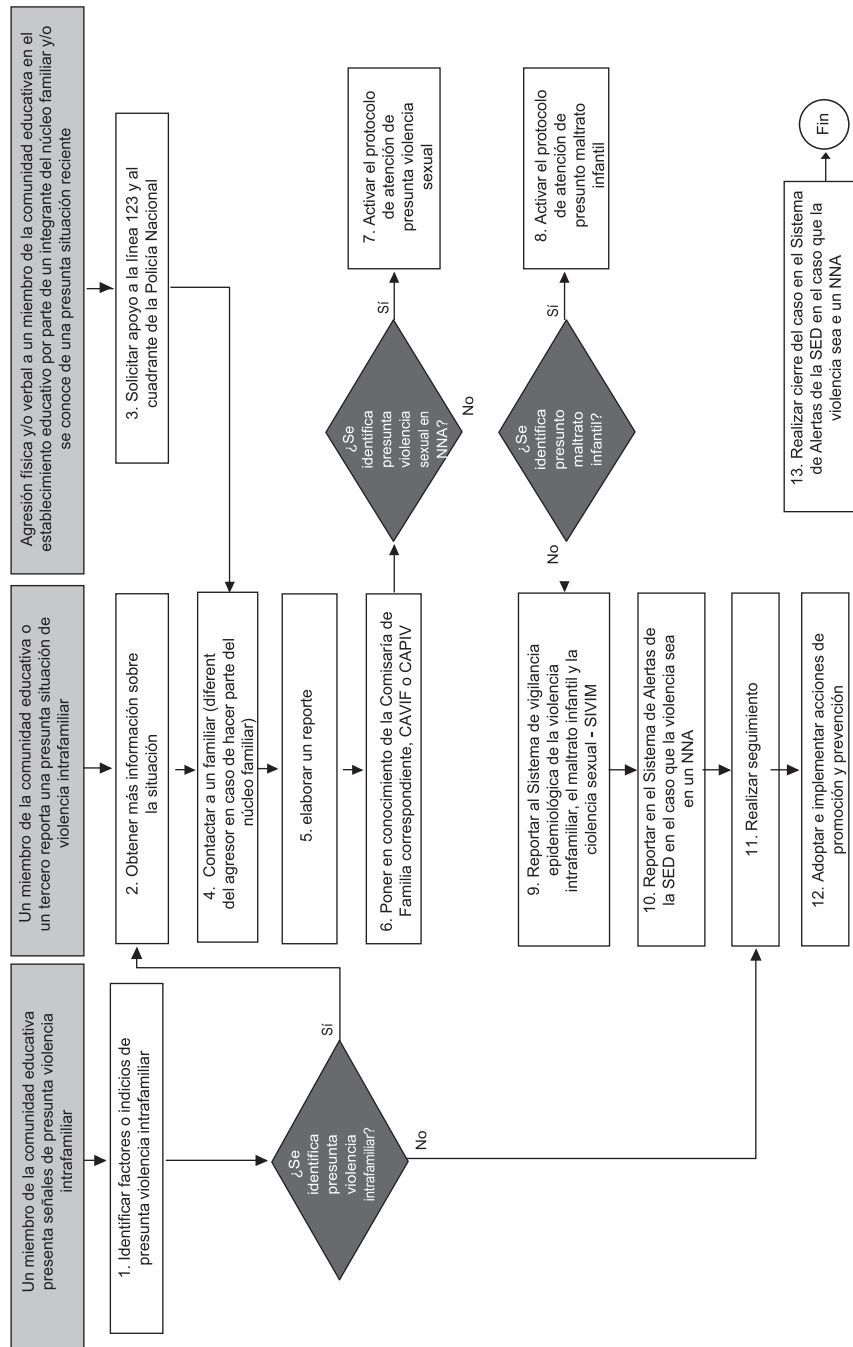 Un miembro de la comunidad educativa
presenta señales de presunta violencia
intrafamiliar
Un miembro de la comunidad educativa o
un tercero reporta una presunta situación de
violencia intrafamiliar
Agresión física y/o verbal a un miembro de la comunidad educativa en el
establecimiento educativo por parte de un integrante del núcleo familiar y/o
se conoce de una presunta situación reciente
1. Identificar factores o indicios de
presunta violencia intrafamiliar
2. Obtener más información sobre
la situación
3. Solicitar apoyo a la línea 123 y al
cuadrante de la Policía Nacional
¿Se
identifica
presunta
violencia
intrafamiliar?
Sí
No
4. Contactar a un familiar (diferent
del agresor en caso de hacer parte del
núcleo familiar)
5. elaborar un reporte
6. Poner en conocimiento de la Comisaría de
Familia correspondiente, CAVIF o CAPIV
¿Se
identifica
presunta
violencia
sexual en
NNA?
Sí
No
7. Activar el protocolo
de atención de
presunta violencia
sexual
¿Se
identifica
presunto
maltrato
infantil?
Sí
No
8. Activar el protocolo
de atención de
presunto maltrato
infantil
9. Reportar al Sistema de vigilancia
epidemiológica de la violencia
intrafamiliar, el maltrato infantil y la
ciolencia sexual - SIVIM
10. Reportar en el Sistema de Alertas de
la SED en el caso que la violencia sea
en un NNA
11. Realizar seguimiento
12. Adoptar e implementar acciones de
promoción y prevención
13. Realizar cierre del caso en el Sistema
de Alertas de la SED en el caso que la
violencia sea e un NNA
Fin